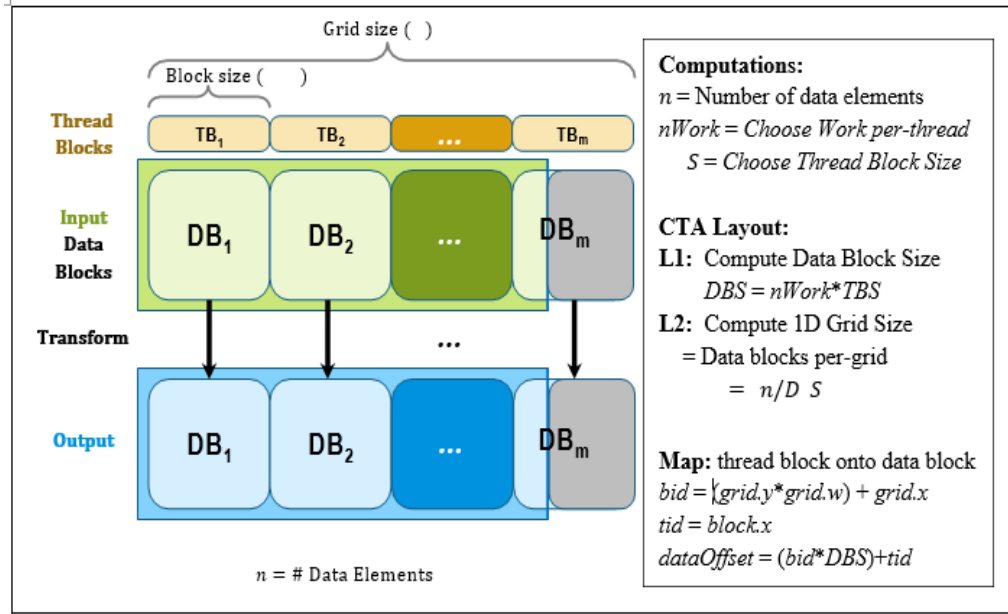 Grid size ( )
Block size ( )
Thread
Blocks
TB1
TB2
...
TBm
Input
Data
Blocks
DB1
DB2
...
DBm
Transform
...
Output
DB1
DB2
...
DBm
n = # Data Elements
Computations:
n = Number of data elements
nWork = Choose Work per-thread
S = Choose Thread Block Size
CTA Layout:
L1: Compute Data Block Size
DBS = nWork*TBS
L2: Compute 1D Grid Size
= Data blocks per-grid
= n/D S
Map: thread block onto data block
bid = (grid.y*grid.w) + grid.x
tid = block.x
dataOffset = (bid*DBS)+tid